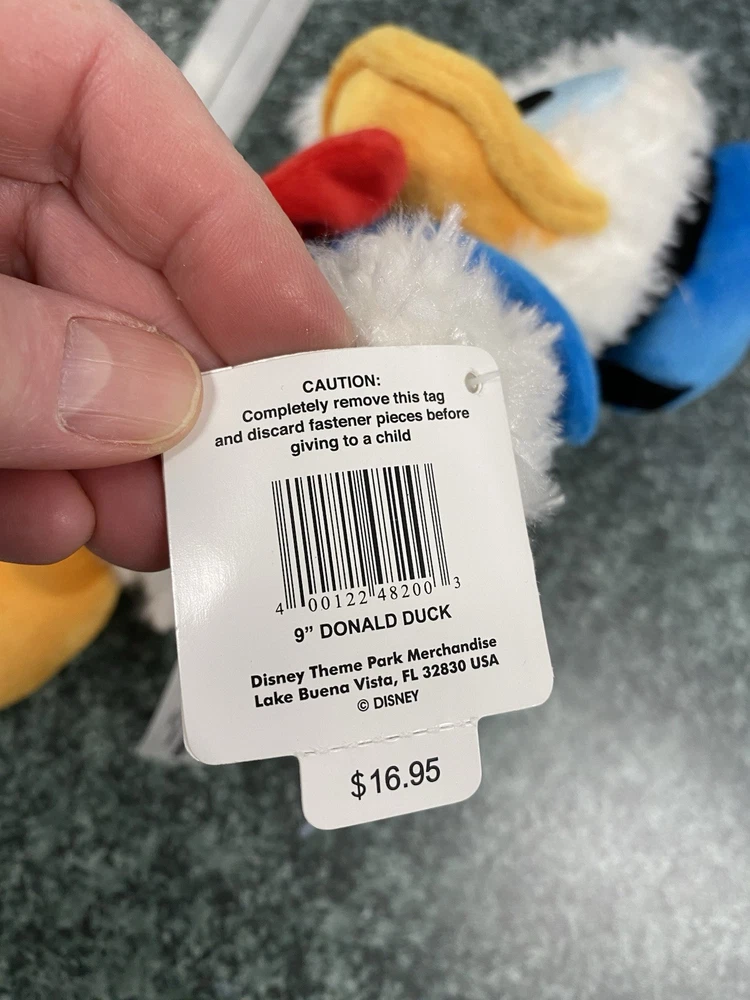 CAUTION:
Completely remove this tag
and discard fastener pieces before
giving to a child
4 00122 48200 3
9” DONALD DUCK
Disney Theme Park Merchandise
Lake Buena Vista, FL 32830 USA
© DISNEY
$16.95